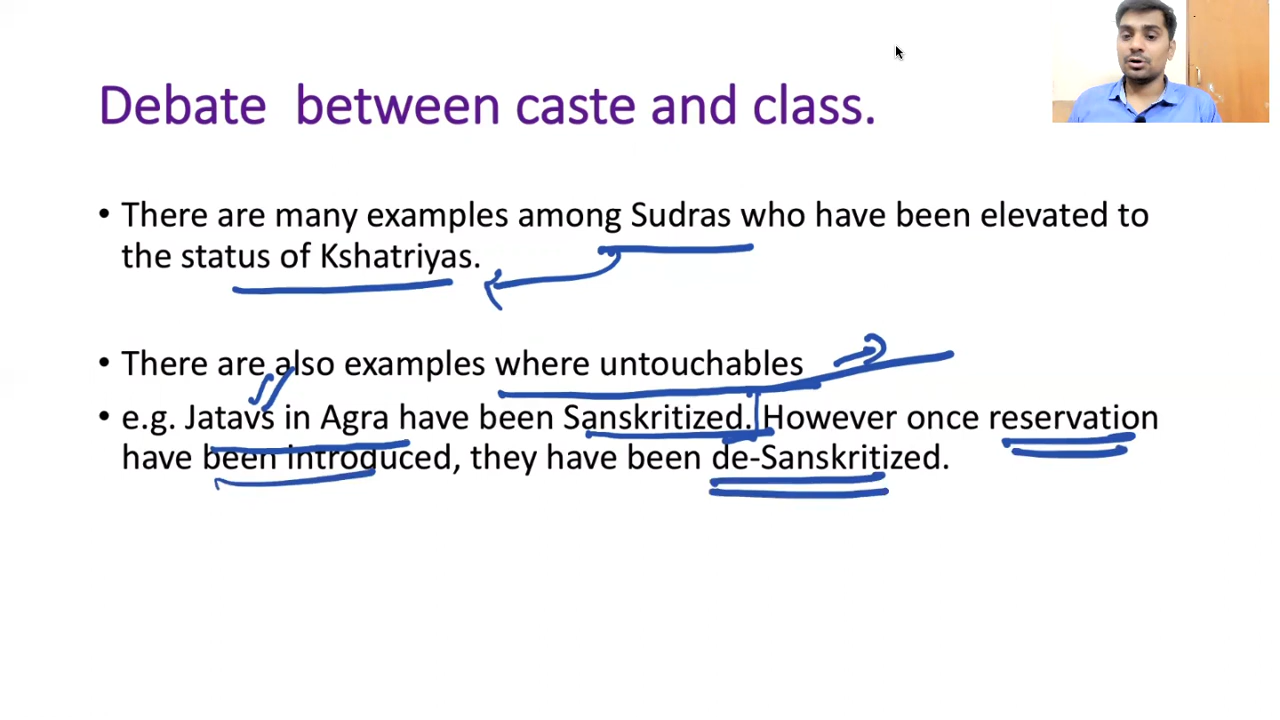 Debate between caste and class.
• There are many examples among Sudras who have been elevated to
the status of Kshatriyas.
• There are also examples where untouchables
• e.g. Jatavs in Agra have been Sanskritized. However once reservation
have been introduced, they have been de-Sanskritized.